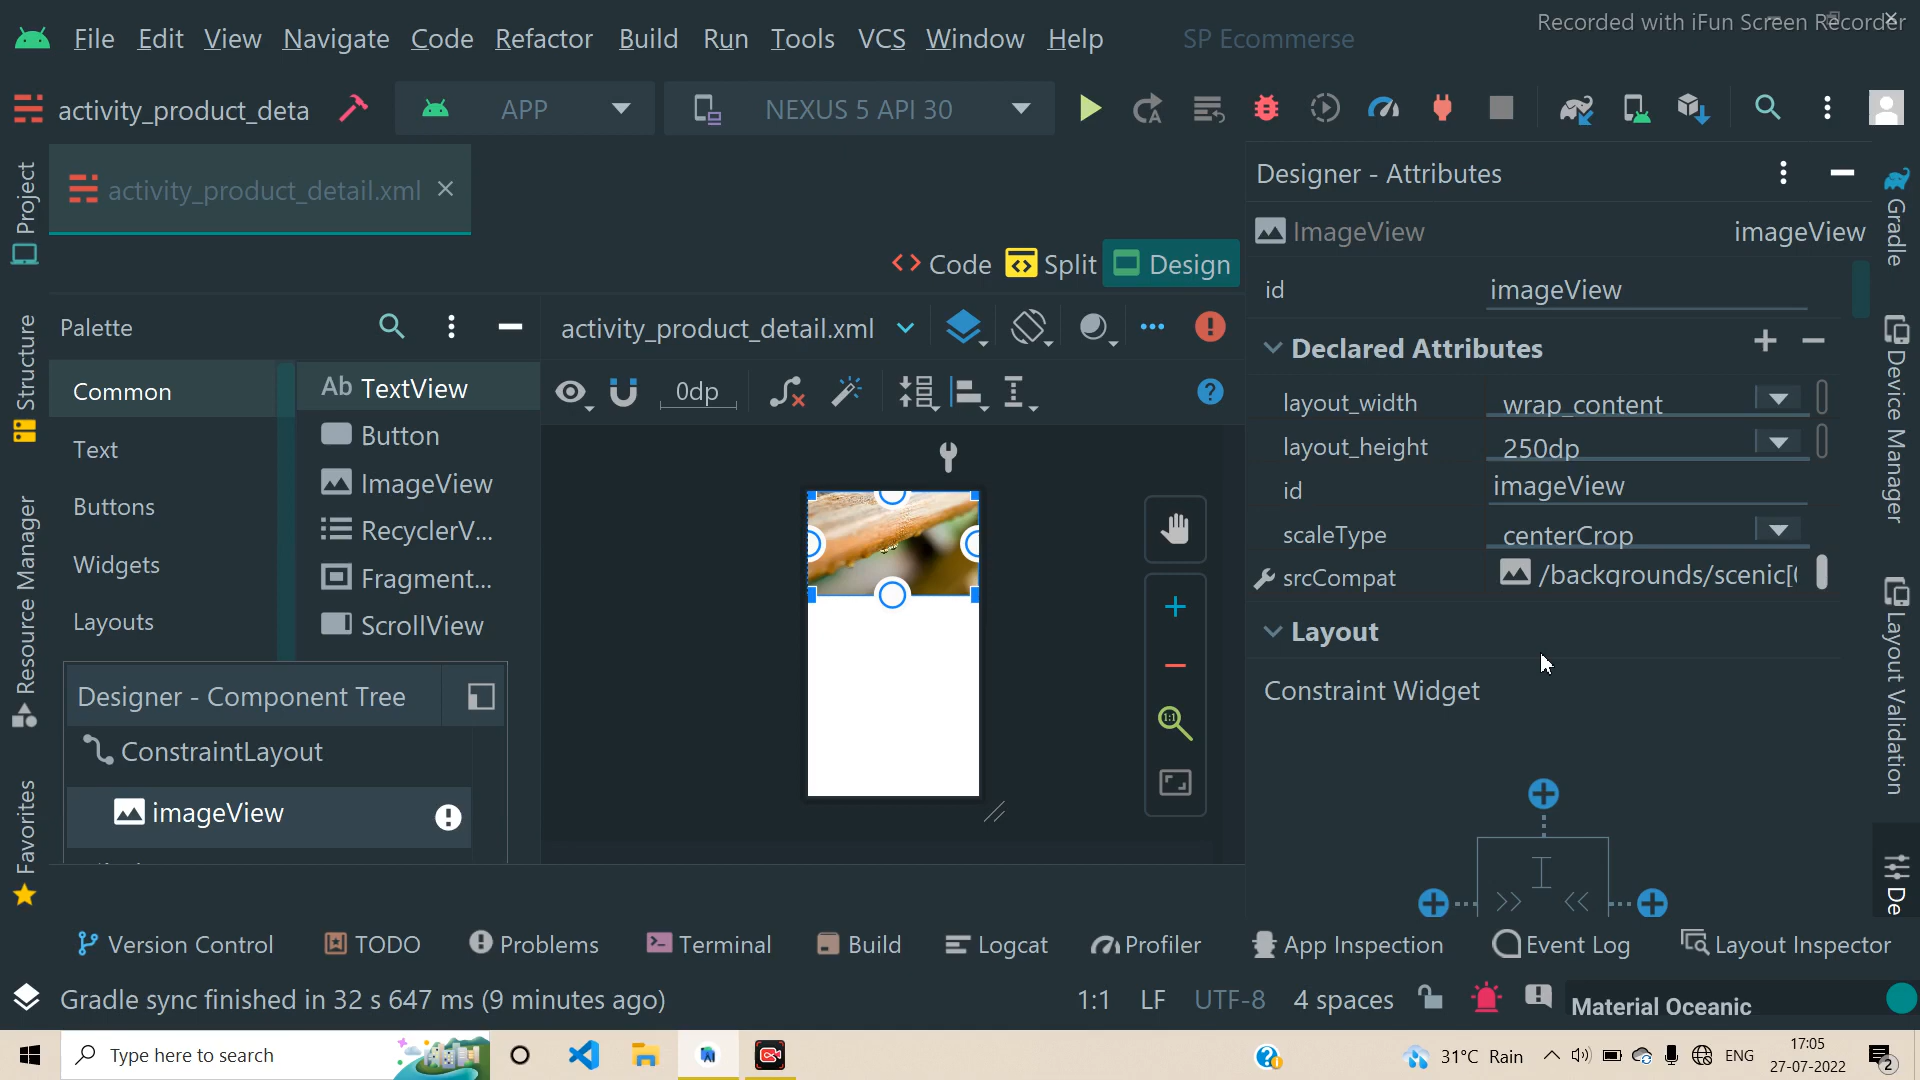 Recorded with iFun Screen Recorder
File Edit View Navigate Code Refactor Build Run Tools VCS Window Help SP Ecommerse
activity_product_deta APP NEXUS 5 API 30
activity_product_detail.xml
Designer - Attributes
ImageView imageView
Code Split Design
id imageView
Palette
activity_product_detail.xml
Declared Attributes
Common
Text
Buttons
Widgets
Layouts
Ab TextView
Button
ImageView
RecyclerV...
Fragment...
ScrollView
0dp
layout_width wrap_content
layout_height 250dp
id imageView
scaleType centerCrop
srcCompat /backgrounds/scenic[
Layout
Constraint Widget
1:1
Designer - Component Tree
ConstraintLayout
imageView
Project
Structure
Resource Manager
Favorites
Gradle
Device Manager
Layout Validation
De
Version Control TODO Problems Terminal Build Logcat Profiler App Inspection Event Log Layout Inspector
Gradle sync finished in 32 s 647 ms (9 minutes ago) 1:1 LF UTF-8 4 spaces Material Oceanic
Type here to search 31°C Rain ENG 17:05
27-07-2022 2